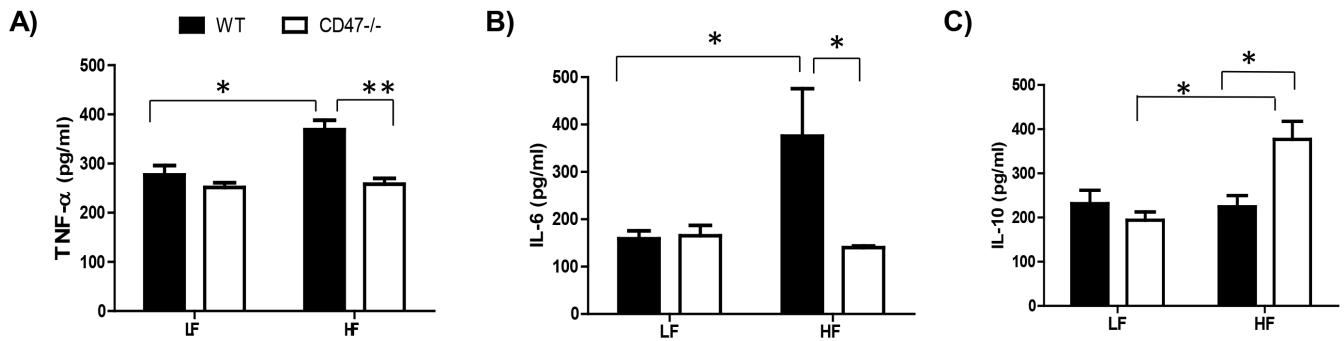 A)
WT
CD47-/-
TNF-α (pg/ml)
500
400
300
200
100
0
*
**
LF
HF
B)
IL-6 (pg/ml)
500
400
300
200
100
0
*
*
LF
HF
C)
IL-10 (pg/ml)
500
400
300
200
100
0
*
*
LF
HF